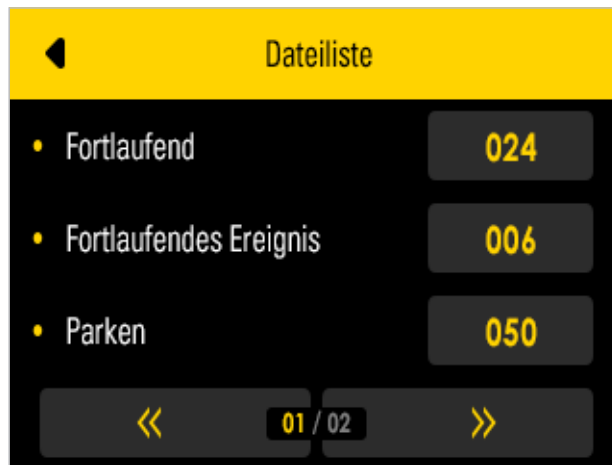 Dateiliste
• Fortlaufend 024
• Fortlaufendes Ereignis 006
• Parken 050
« 01 / 02 »